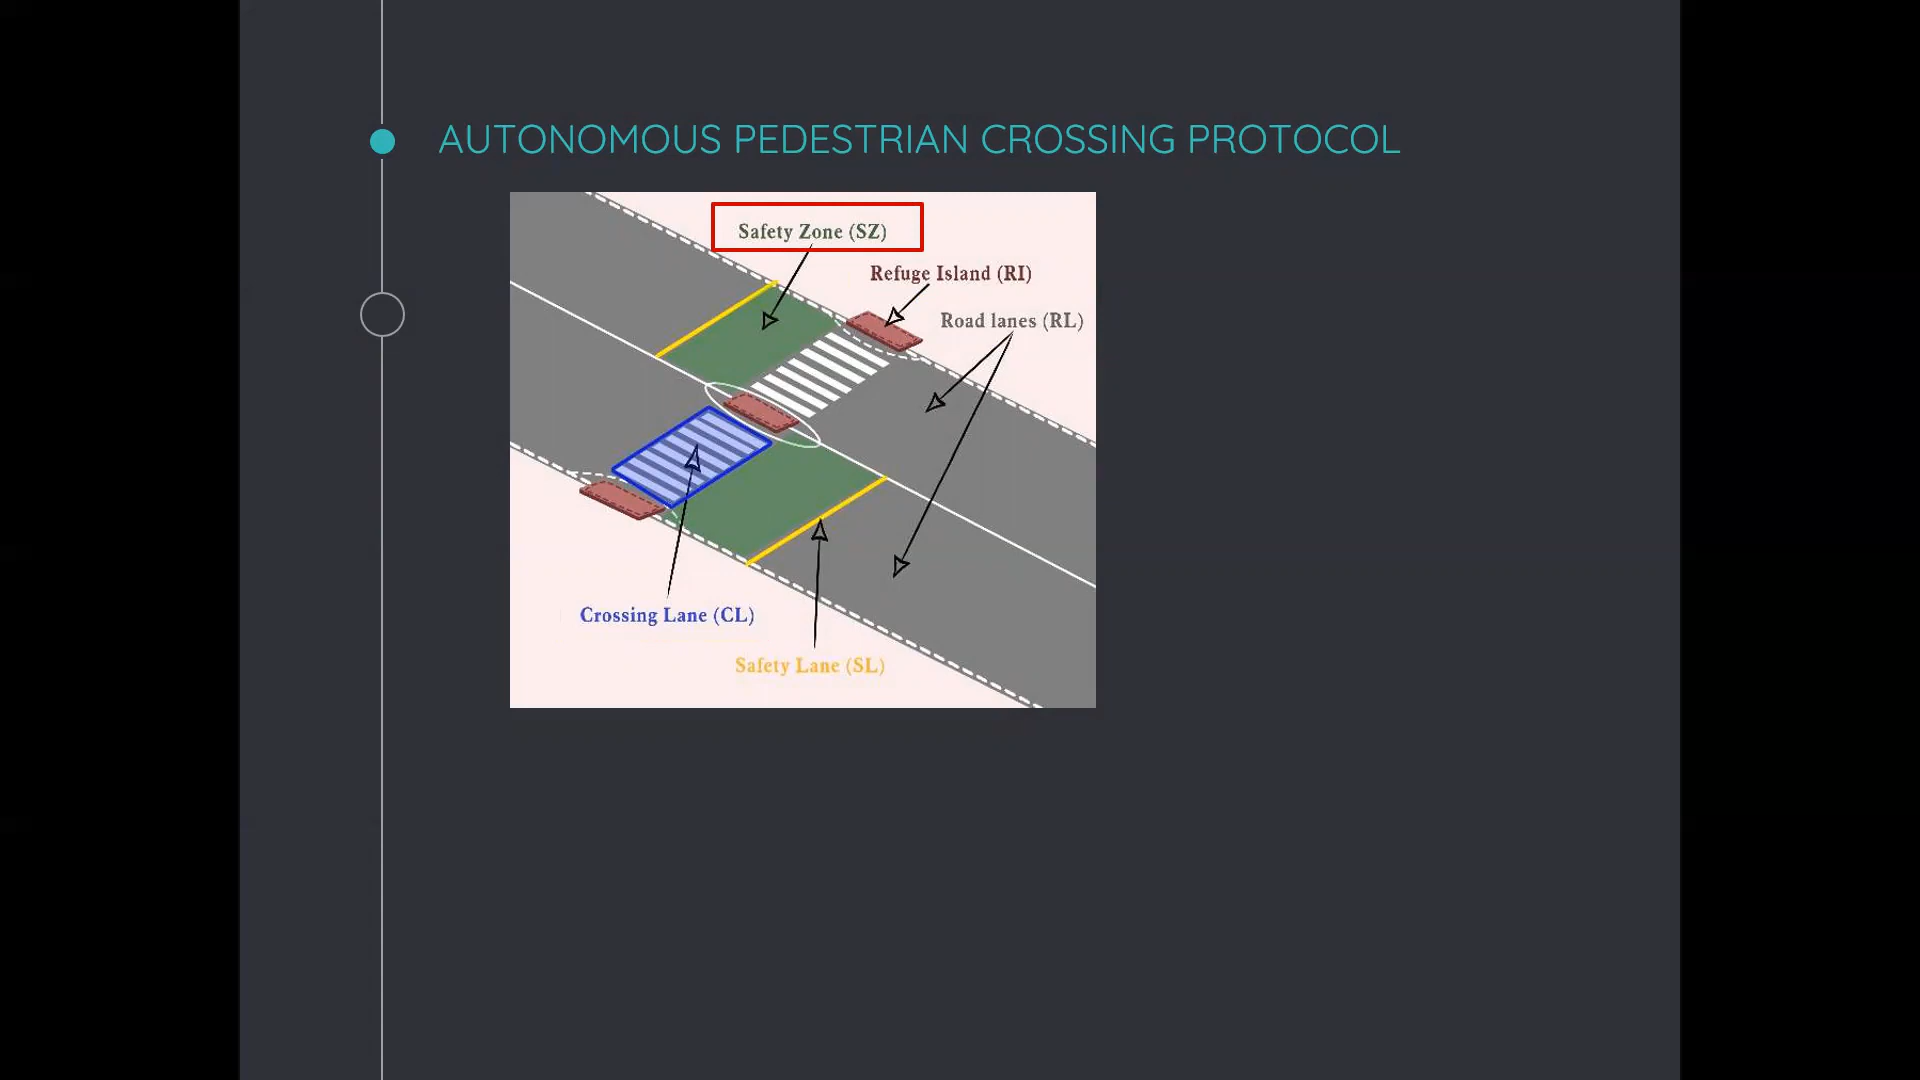 AUTONOMOUS PEDESTRIAN CROSSING PROTOCOL
Safety Zone (SZ)
Refuge Island (RI)
Road lanes (RL)
Crossing Lane (CL)
Safety Lane (SL)